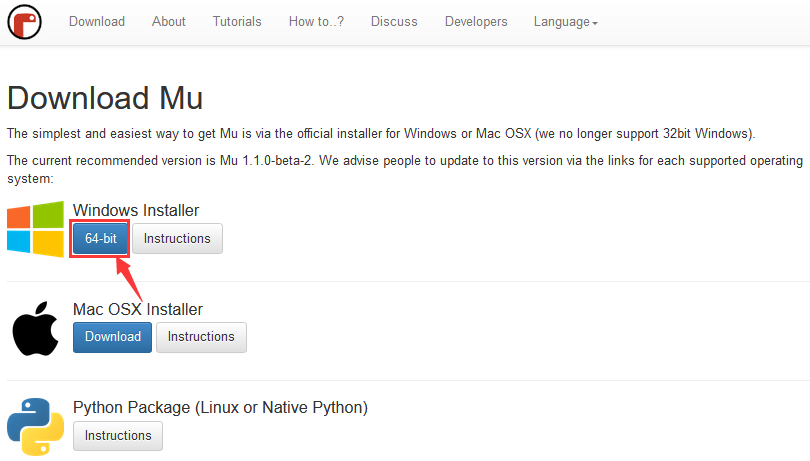 Download About Tutorials How to..? Discuss Developers Language
Download Mu
The simplest and easiest way to get Mu is via the official installer for Windows or Mac OSX (we no longer support 32bit Windows).
The current recommended version is Mu 1.1.0-beta-2. We advise people to update to this version via the links for each supported operating
system:
Windows Installer
64-bit Instructions
Mac OSX Installer
Download Instructions
Python Package (Linux or Native Python)
Instructions